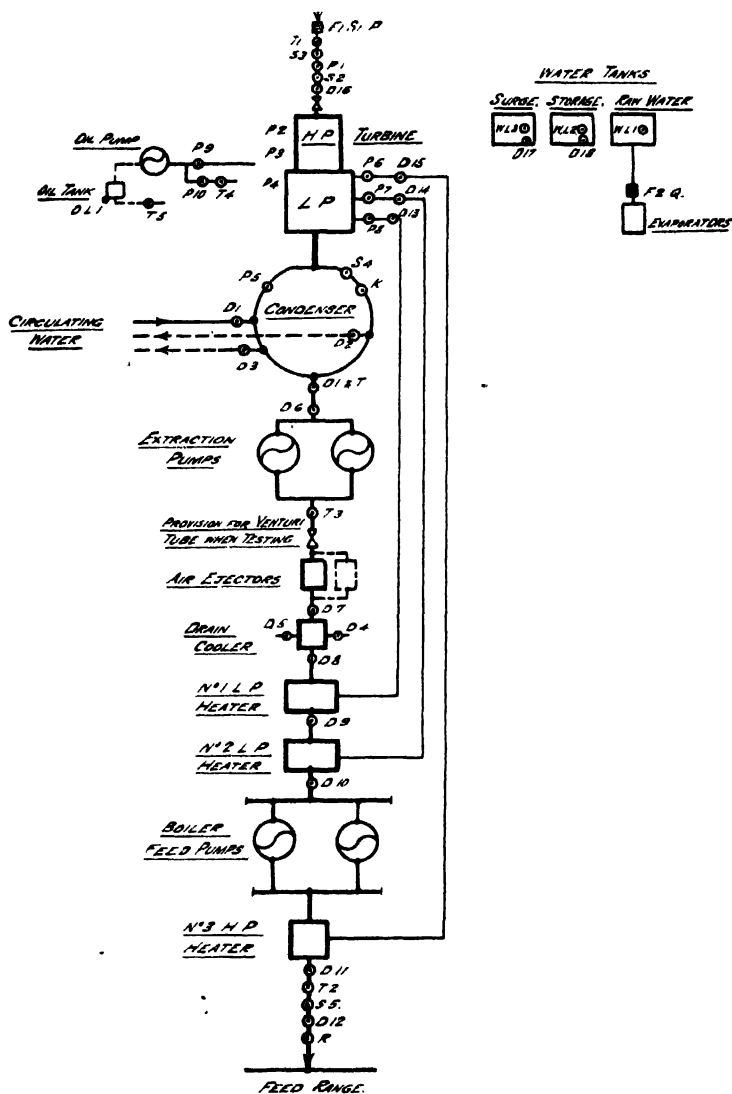 F1.S1.P
T1
S3
P1
S2
D16
WATER TANKS
SURGE. STORAGE. RAW WATER
WL3 WL2 WL1
D17 D18
F2 Q.
EVAPORATORS
P2 HP TURBINE
P3
P4 LP
P6 D15
P7 D14
P8 D13
OIL PUMP
P9
P10 T4
OIL TANK
OL1 T5
S4
P5 K
CONDENSER
D1
CIRCULATING
WATER
D2
D3
D1&T
D6
EXTRACTION
PUMPS
T3
PROVISION FOR VENTURI
TUBE WHEN TESTING
AIR EJECTORS
D7
D5 D4
DRAIN
COOLER
D8
Nº1 L P
HEATER
D9
Nº2 L P
HEATER
D10
BOILER
FEED PUMPS
Nº3 H P
HEATER
D11
T2
S5.
D12
R
FEED RANGE.